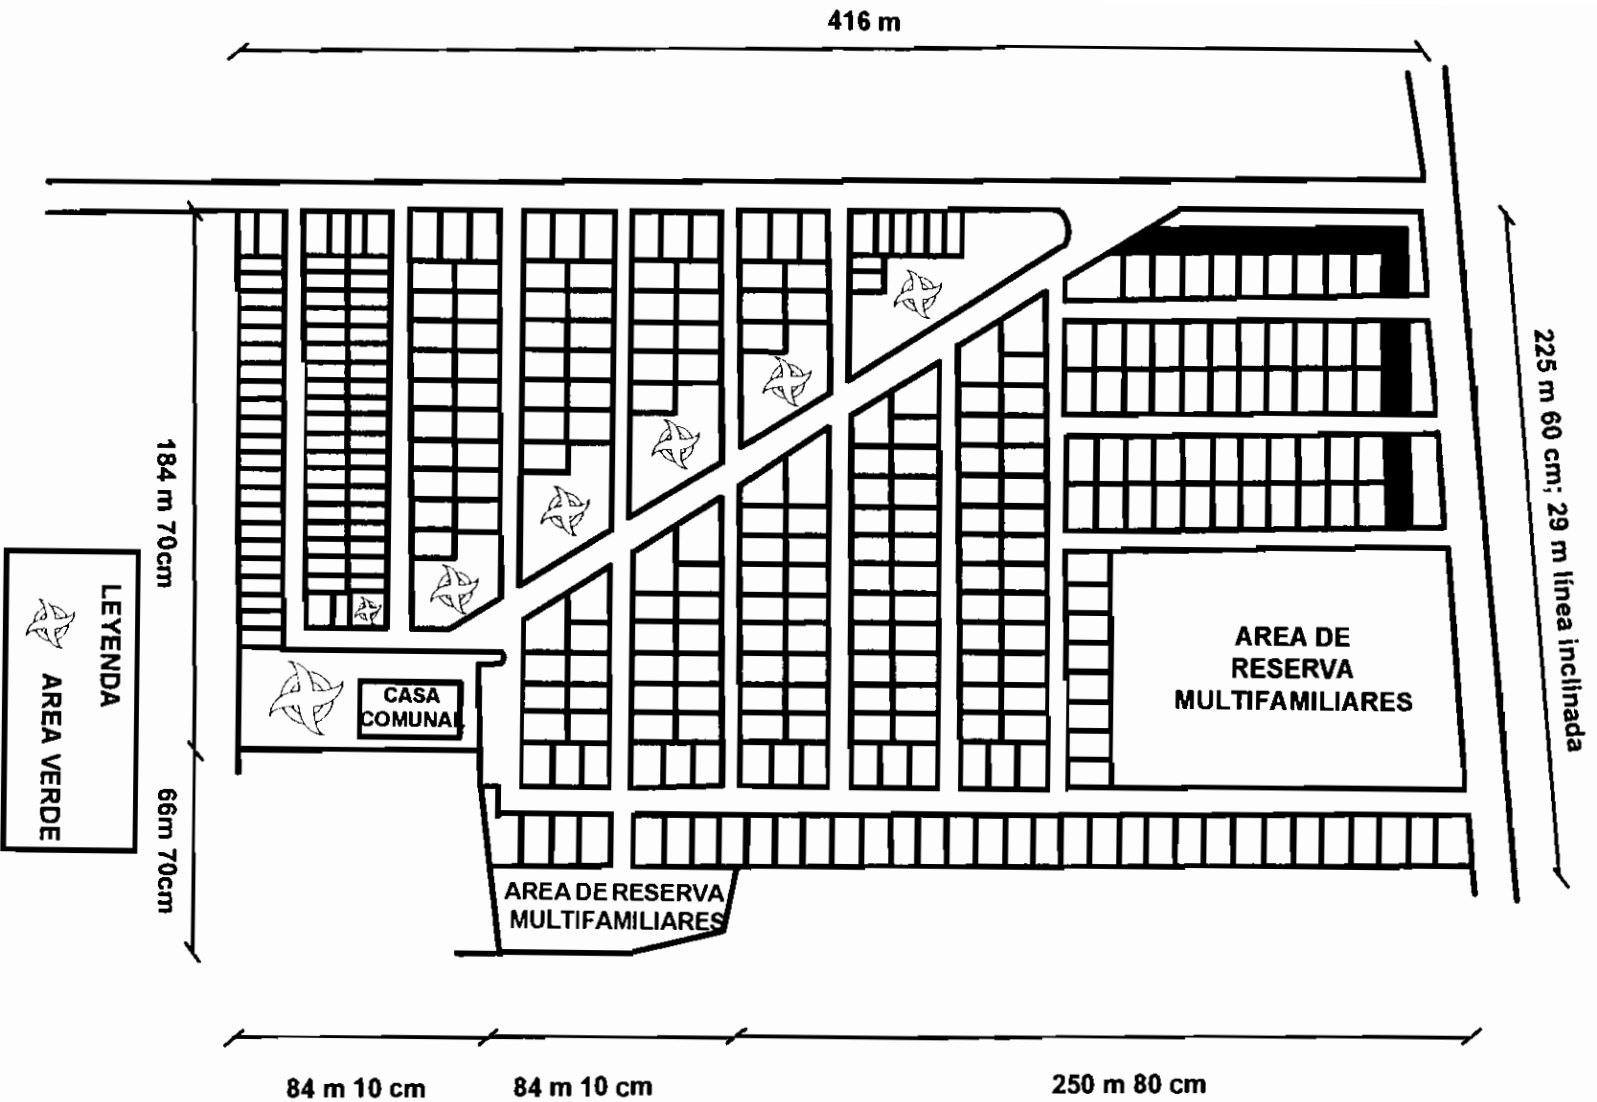 416 m
184 m 70cm
66m 70cm
LEYENDA
AREA VERDE
CASA
COMUNAL
AREA DE
RESERVA
MULTIFAMILIARES
225 m 60 cm; 29 m línea inclinada
AREA DE RESERVA
MULTIFAMILIARES
84 m 10 cm
84 m 10 cm
250 m 80 cm